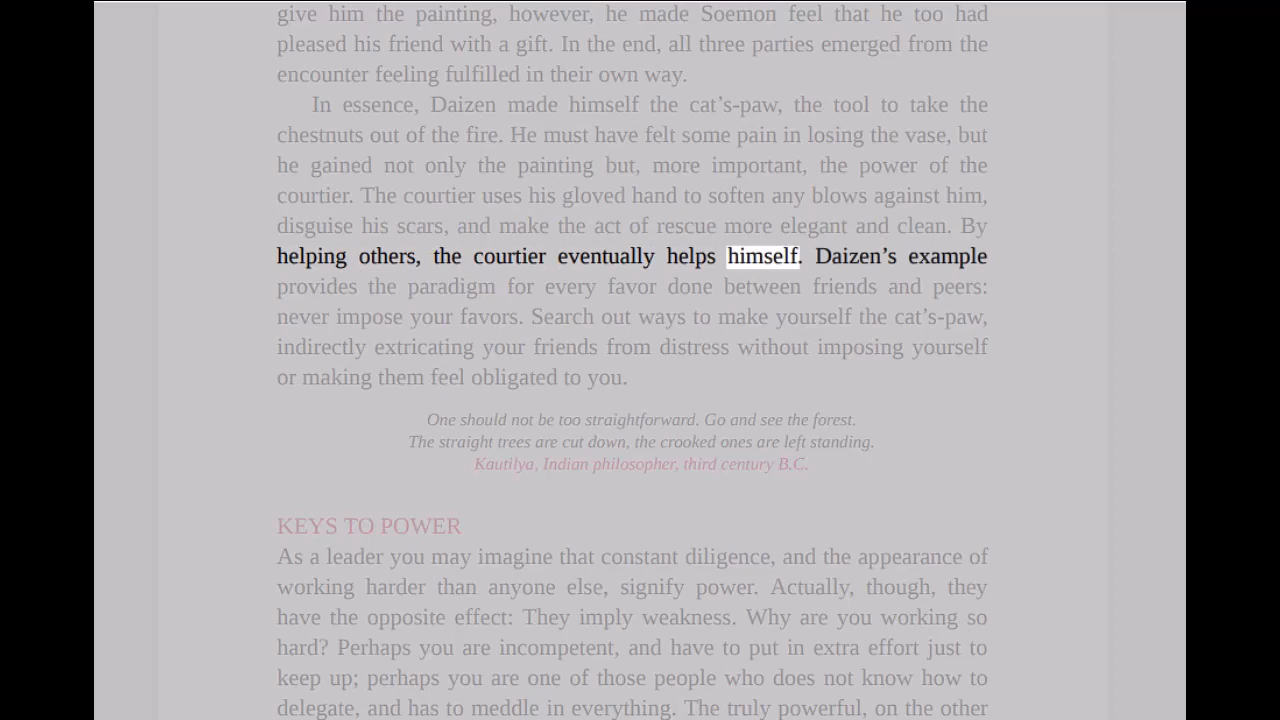 give him the painting, however, he made Soemon feel that he too had
pleased his friend with a gift. In the end, all three parties emerged from the
encounter feeling fulfilled in their own way.
In essence, Daizen made himself the cat’s-paw, the tool to take the
chestnuts out of the fire. He must have felt some pain in losing the vase, but
he gained not only the painting but, more important, the power of the
courtier. The courtier uses his gloved hand to soften any blows against him,
disguise his scars, and make the act of rescue more elegant and clean. By
helping others, the courtier eventually helps himself. Daizen’s example
provides the paradigm for every favor done between friends and peers:
never impose your favors. Search out ways to make yourself the cat’s-paw,
indirectly extricating your friends from distress without imposing yourself
or making them feel obligated to you.
One should not be too straightforward. Go and see the forest.
The straight trees are cut down, the crooked ones are left standing.
Kautilya, Indian philosopher, third century B.C.
KEYS TO POWER
As a leader you may imagine that constant diligence, and the appearance of
working harder than anyone else, signify power. Actually, though, they
have the opposite effect: They imply weakness. Why are you working so
hard? Perhaps you are incompetent, and have to put in extra effort just to
keep up; perhaps you are one of those people who does not know how to
delegate, and has to meddle in everything. The truly powerful, on the other